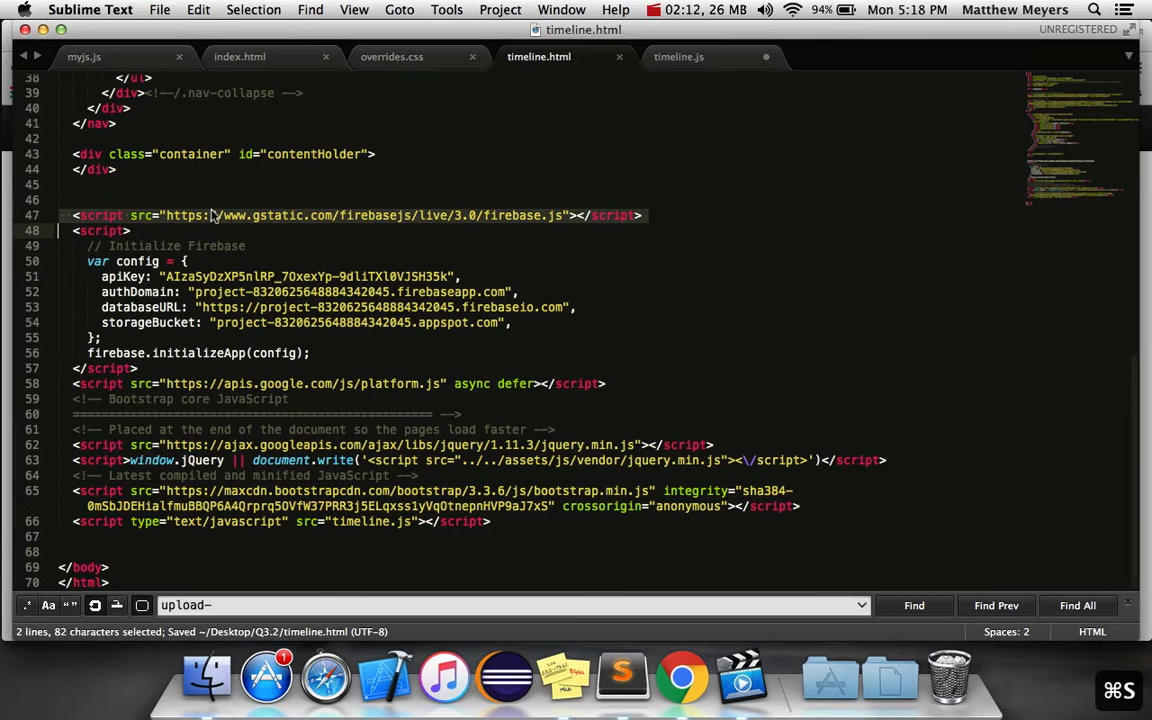 Sublime Text File Edit Selection Find View Goto Tools Project Window Help 02:12, 26 MB 94% Mon 5:18 PM Matthew Meyers
timeline.html UNREGISTERED
myjs.js × index.html × overrides.css × timeline.html × timeline.js
38 </ul>
39 </div><!--/.nav-collapse -->
40 </div>
41 </nav>
42
43 <div class="container" id="contentHolder">
44 </div>
45
46
47 <script src="https://www.gstatic.com/firebasejs/live/3.0/firebase.js"></script>
48 <script>
49 // Initialize Firebase
50 var config = {
51 apiKey: "AIzaSyDzXP5nlRP_7OxexYp-9dliTXl0VJSH35k",
52 authDomain: "project-8320625648884342045.firebaseapp.com",
53 databaseURL: "https://project-8320625648884342045.firebaseio.com",
54 storageBucket: "project-8320625648884342045.appspot.com",
55 };
56 firebase.initializeApp(config);
57 </script>
58 <script src="https://apis.google.com/js/platform.js" async defer></script>
59 <!-- Bootstrap core JavaScript
60 ================================================== -->
61 <!-- Placed at the end of the document so the pages load faster -->
62 <script src="https://ajax.googleapis.com/ajax/libs/jquery/1.11.3/jquery.min.js"></script>
63 <script>window.jQuery || document.write('<script src="../../assets/js/vendor/jquery.min.js"><\/script>')</script>
64 <!-- Latest compiled and minified JavaScript -->
65 <script src="https://maxcdn.bootstrapcdn.com/bootstrap/3.3.6/js/bootstrap.min.js" integrity="sha384-
0mSbJDEHialfmuBBQP6A4Qrprq5OVfW37PRR3j5ELqxss1yVqOtnepnHVP9aJ7xS" crossorigin="anonymous"></script>
66 <script type="text/javascript" src="timeline.js"></script>
67
68
69 </body>
70 </html>
.* Aa “ ” upload- Find Find Prev Find All
2 lines, 82 characters selected; Saved ~/Desktop/Q3.2/timeline.html (UTF-8) Spaces: 2 HTML
1
⌘S